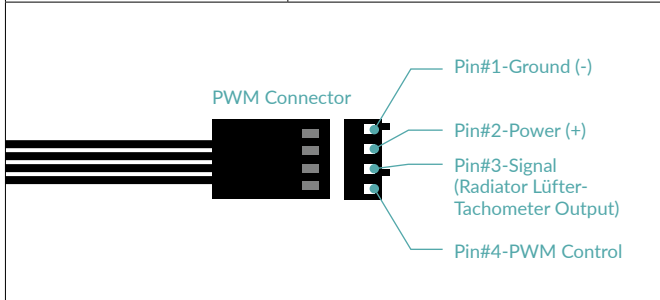 Pin#1-Ground (-)
PWM Connector
Pin#2-Power (+)
Pin#3-Signal
(Radiator Lüfter-
Tachometer Output)
Pin#4-PWM Control